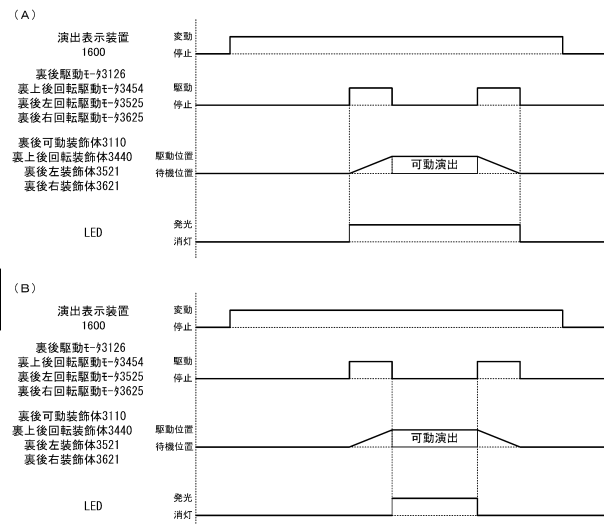 (A)
演出表示装置
1600
変動
停止
裏後駆動モータ3126
裏上後回転駆動モータ3454
裏後左回転駆動モータ3525
裏後右回転駆動モータ3625
駆動
停止
裏後可動装飾体3110
裏上後回転装飾体3440
裏後左装飾体3521
裏後右装飾体3621
駆動位置
待機位置
可動演出
LED
発光
消灯
(B)
演出表示装置
1600
変動
停止
裏後駆動モータ3126
裏上後回転駆動モータ3454
裏後左回転駆動モータ3525
裏後右回転駆動モータ3625
駆動
停止
裏後可動装飾体3110
裏上後回転装飾体3440
裏後左装飾体3521
裏後右装飾体3621
駆動位置
待機位置
可動演出
LED
発光
消灯